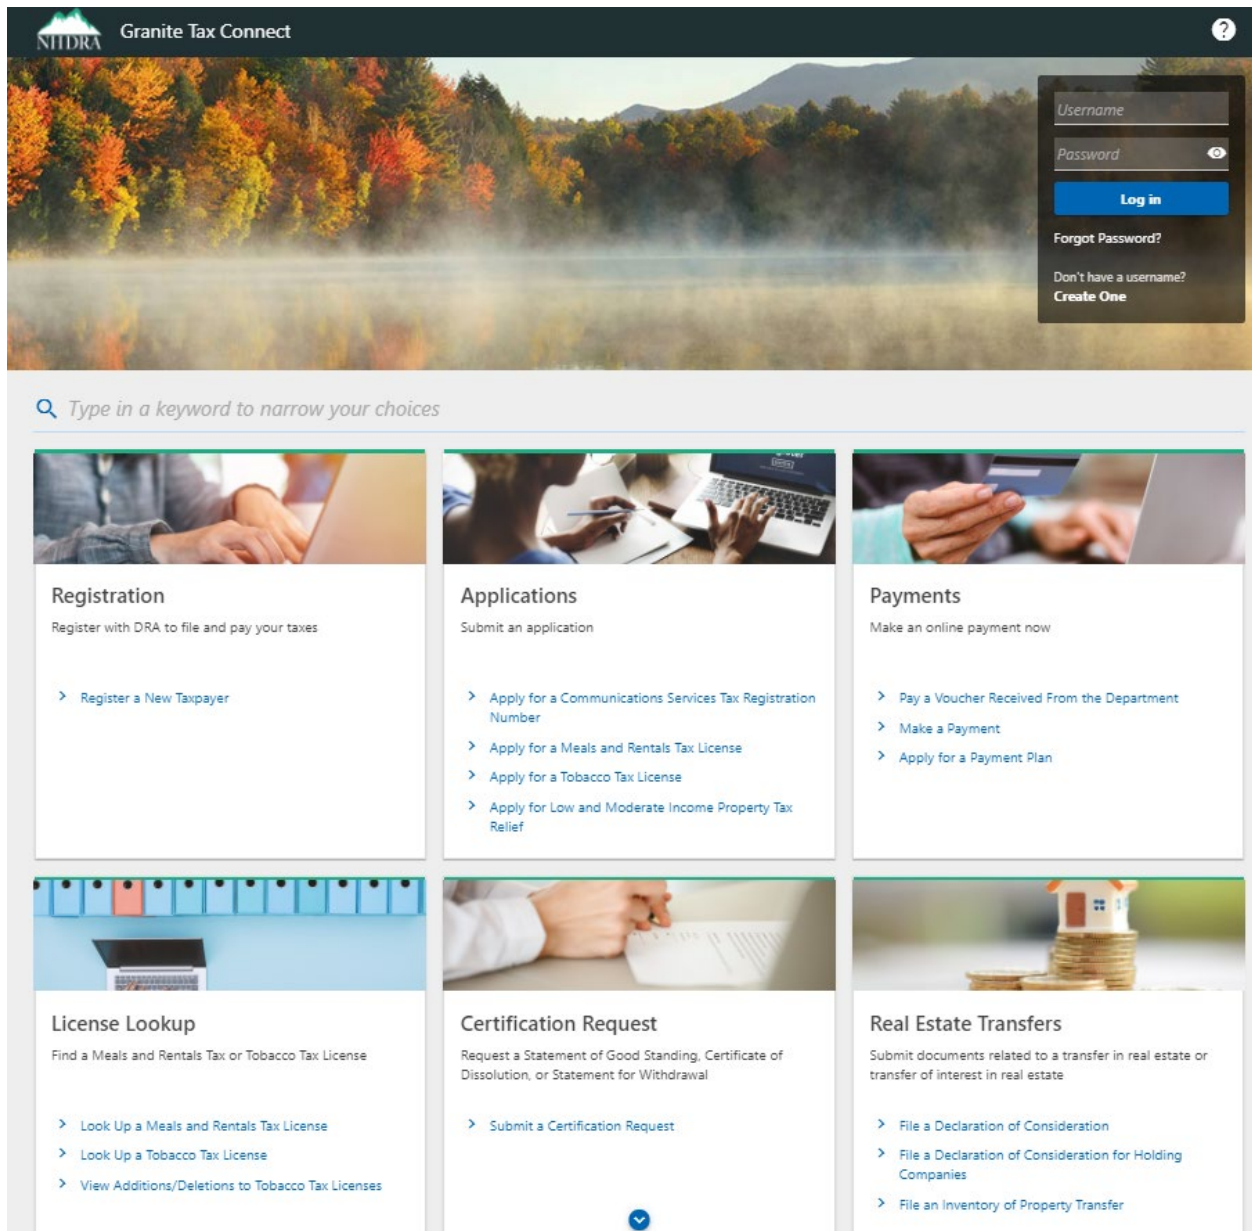 NHDRA
Granite Tax Connect
?
Username
Password
Log in
Forgot Password?
Don't have a username?
Create One
Type in a keyword to narrow your choices
Registration
Register with DRA to file and pay your taxes
Register a New Taxpayer
Applications
Submit an application
Apply for a Communications Services Tax Registration
Number
Apply for a Meals and Rentals Tax License
Apply for a Tobacco Tax License
Apply for Low and Moderate Income Property Tax
Relief
Payments
Make an online payment now
Pay a Voucher Received From the Department
Make a Payment
Apply for a Payment Plan
License Lookup
Find a Meals and Rentals Tax or Tobacco Tax License
Look Up a Meals and Rentals Tax License
Look Up a Tobacco Tax License
View Additions/Deletions to Tobacco Tax Licenses
Certification Request
Request a Statement of Good Standing, Certificate of
Dissolution, or Statement for Withdrawal
Submit a Certification Request
Real Estate Transfers
Submit documents related to a transfer in real estate or
transfer of interest in real estate
File a Declaration of Consideration
File a Declaration of Consideration for Holding
Companies
File an Inventory of Property Transfer